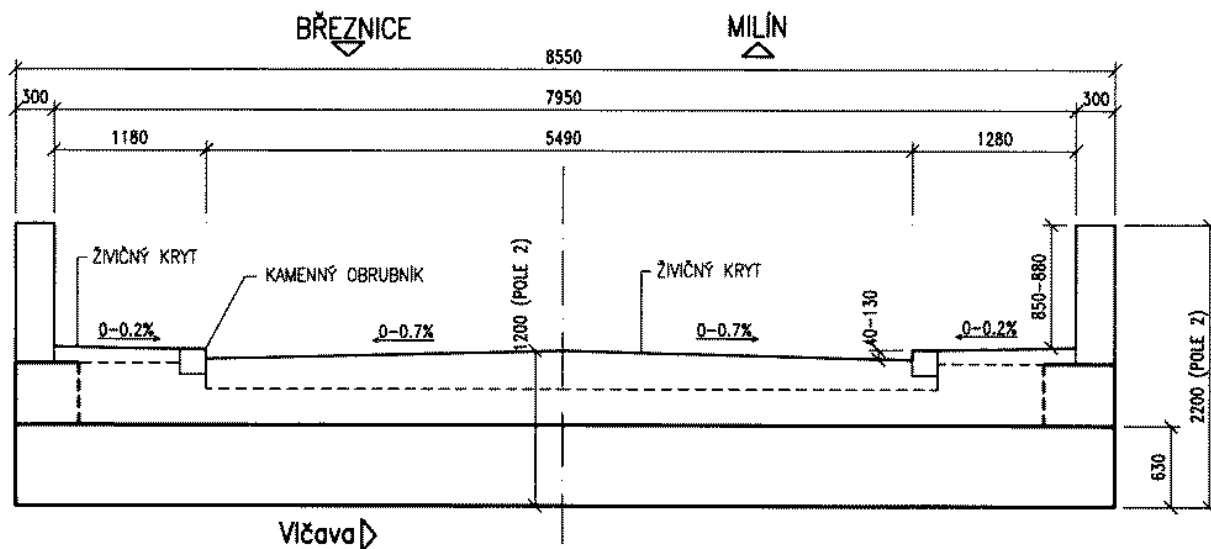 BŘEZNICE
MILÍN
8550
300
7950
300
1180
5490
1280
ŽIVIČNÝ KRYT
KAMENNÝ OBRUBNÍK
ŽIVIČNÝ KRYT
0-0.2%
0-0.7%
1200 (POLE 2)
0-0.7%
40-130
0-0.2%
850-880
2200 (POLE 2)
630
Vlčava